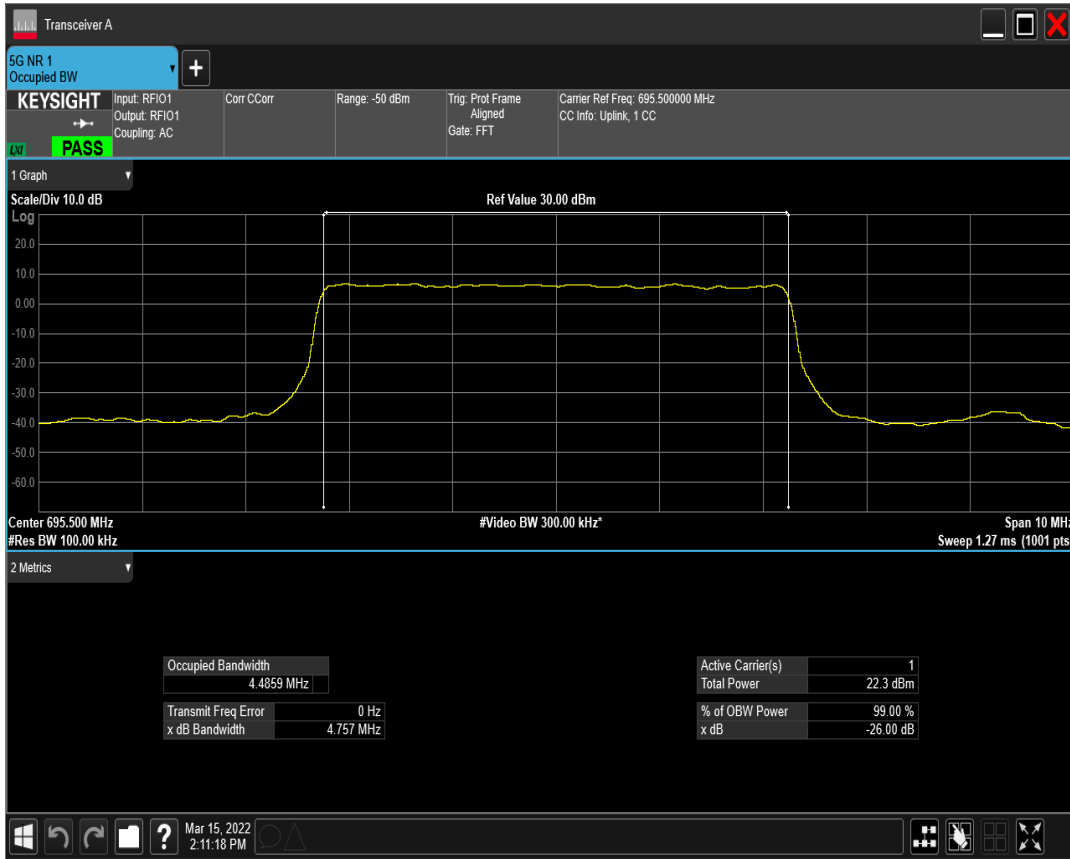 Transceiver A
5G NR 1
Occupied BW
KEYSIGHT
LXI
PASS
Input: RFIO1
Output: RFIO1
Coupling: AC
Corr CCorr
Range: -50 dBm
Trig: Prot Frame
Aligned
Gate: FFT
Carrier Ref Freq: 695.500000 MHz
CC Info: Uplink, 1 CC
1 Graph
Scale/Div 10.0 dB
Ref Value 30.00 dBm
Log
20.0
10.0
0.00
-10.0
-20.0
-30.0
-40.0
-50.0
-60.0
Center 695.500 MHz
#Video BW 300.00 kHz*
Span 10 MHz
#Res BW 100.00 kHz
Sweep 1.27 ms (1001 pts
2 Metrics
Occupied Bandwidth
4.4859 MHz
Transmit Freq Error 0 Hz
x dB Bandwidth 4.757 MHz
Active Carrier(s) 1
Total Power 22.3 dBm
% of OBW Power 99.00 %
x dB -26.00 dB
?
Mar 15, 2022
2:11:18 PM